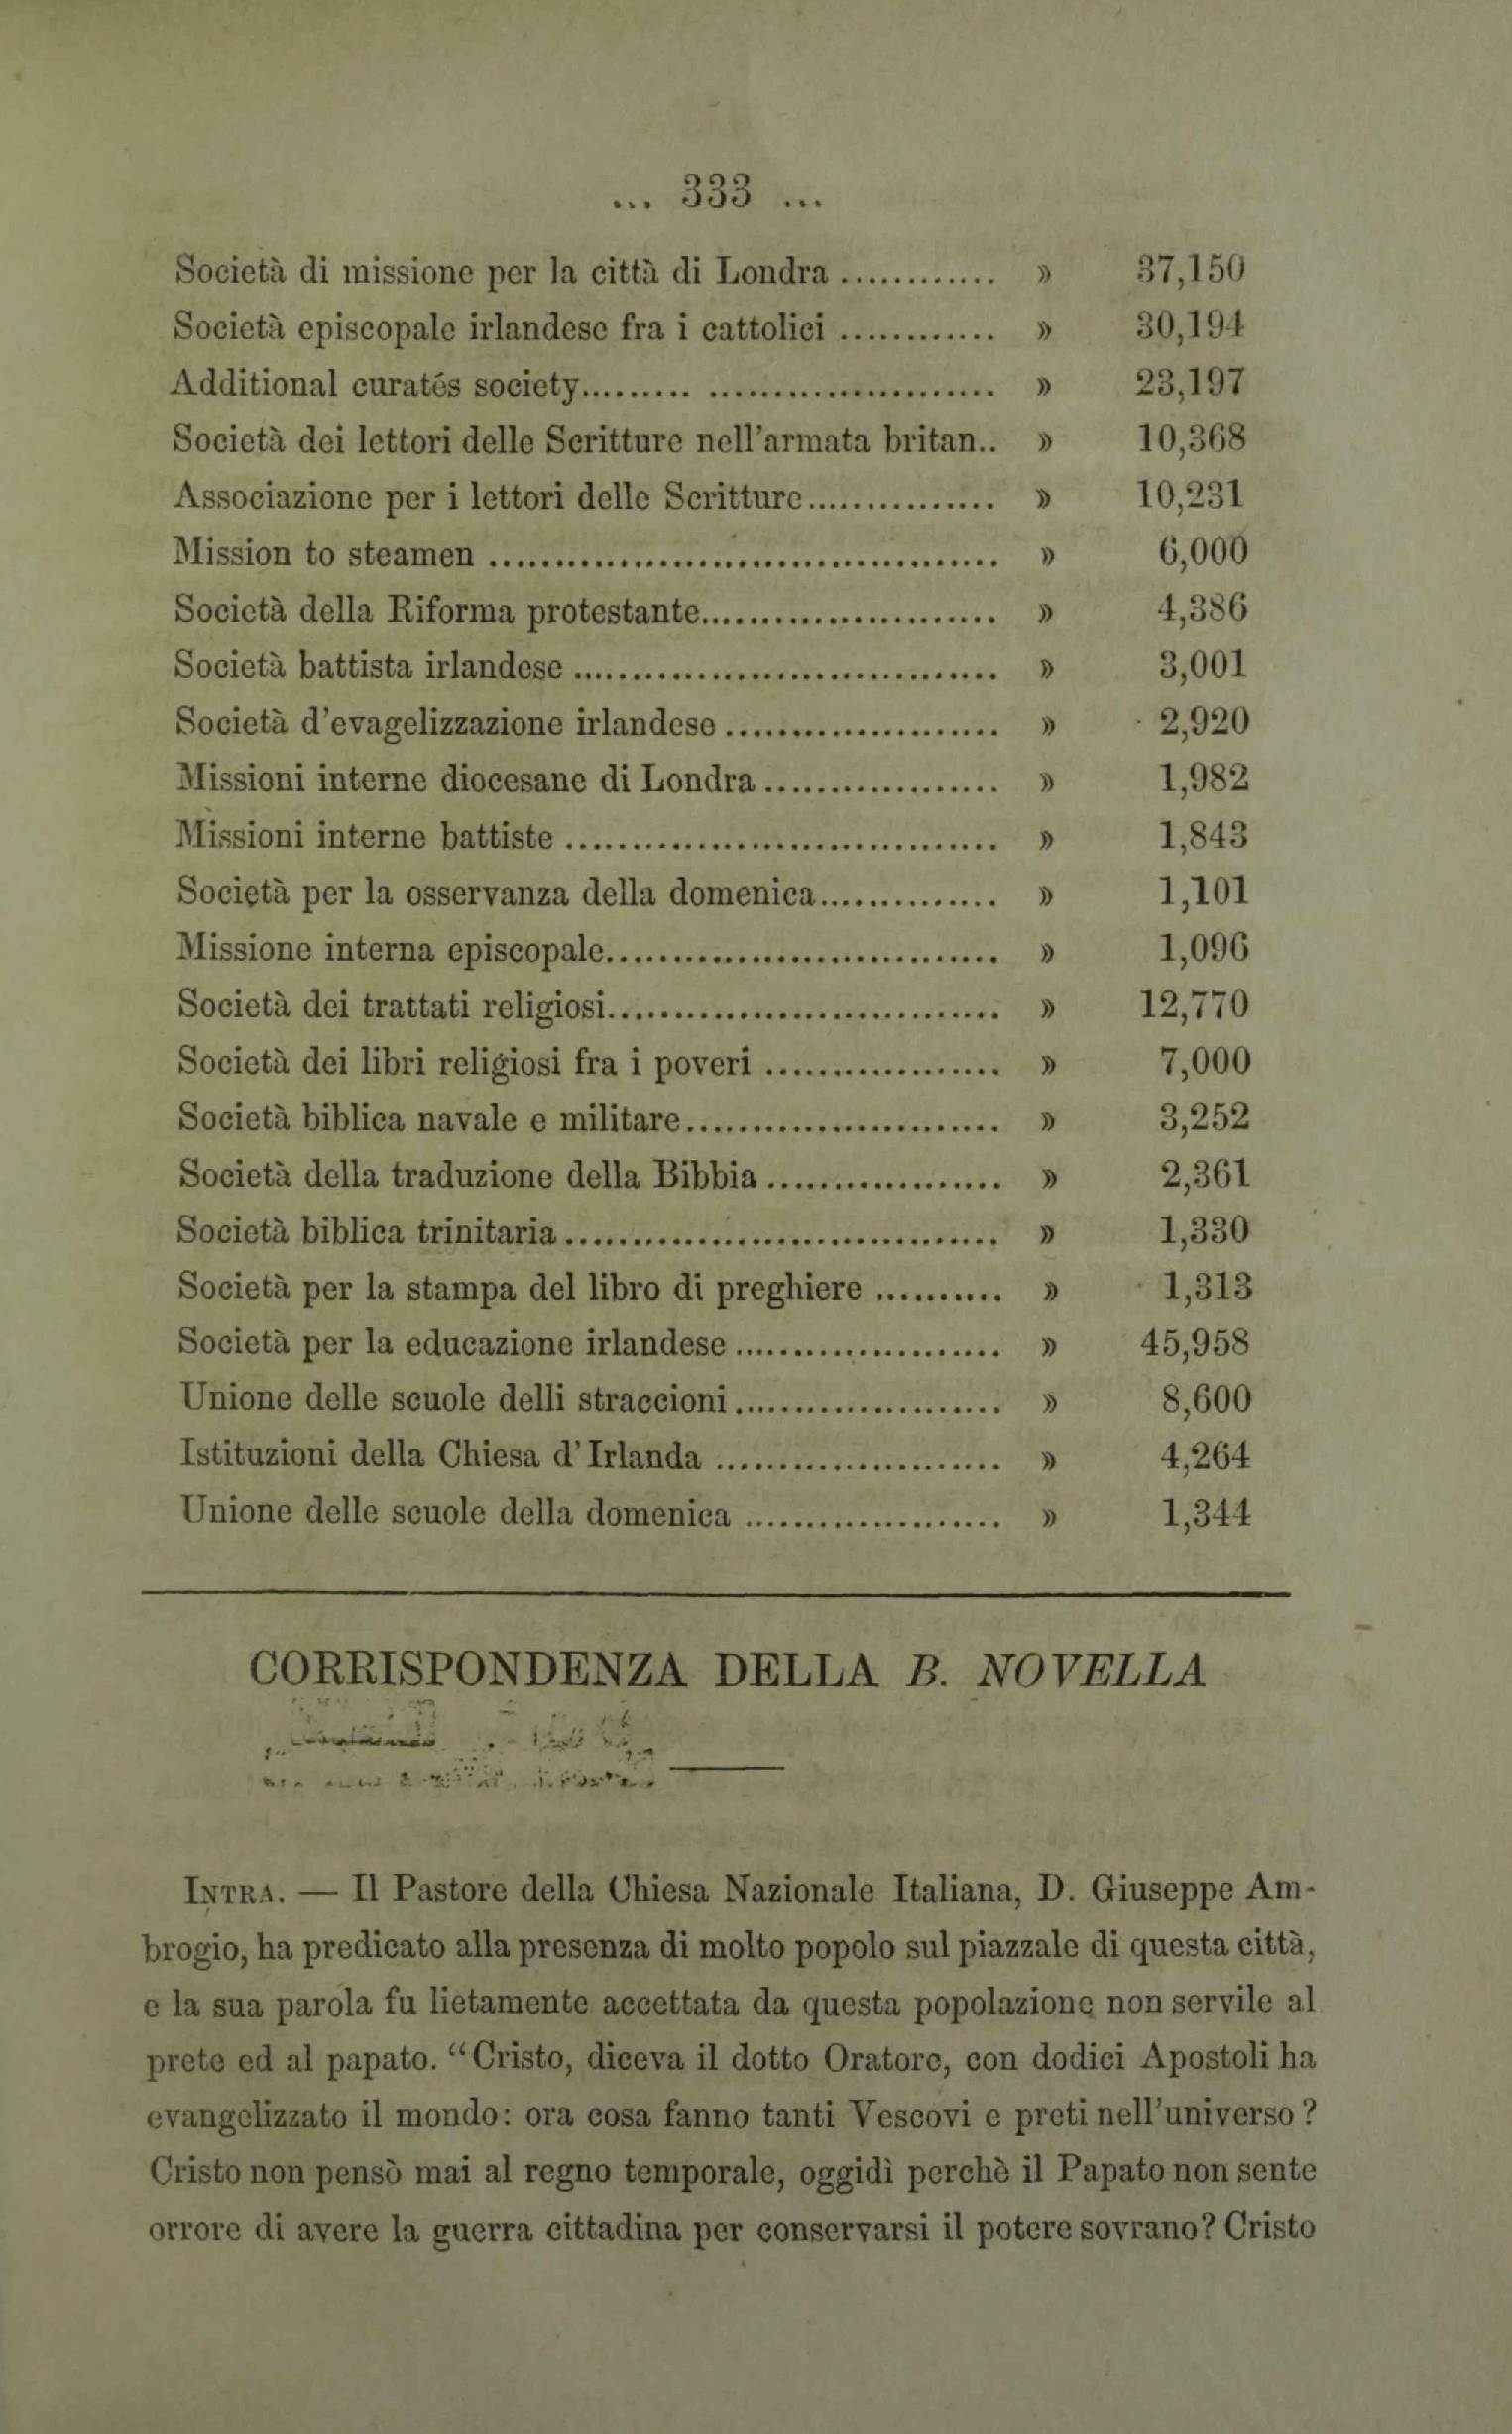 ... 333 ...
Società di missione per la città di Londra ............. » 37,150
Società episcopale irlandese fra i cattolici ............. » 30,194
Additional curatés society.......... ...................... » 23,197
Società dei lettori delle Scritture nell'armata britan.. » 10,368
Associazione per i lettori delle Scritture............... » 10,231
Mission to steamen ....................................... » 6,000
Società della Riforma protestante....................... » 4,386
Società battista irlandese ................................. » 3,001
Società d'evagelizzazione irlandese ..................... » 2,920
Missioni interne diocesane di Londra .................. » 1,982
Missioni interne battiste ................................. » 1,843
Società per la osservanza della domenica.............. » 1,101
Missione interna episcopale.............................. » 1,096
Società dei trattati religiosi.............................. » 12,770
Società dei libri religiosi fra i poveri .................. » 7,000
Società biblica navale e militare........................ » 3,252
Società della traduzione della Bibbia .................. » 2,361
Società biblica trinitaria ................................. » 1,330
Società per la stampa del libro di preghiere .......... » 1,313
Società per la educazione irlandese ..................... » 45,958
Unione delle scuole delli straccioni ..................... » 8,600
Istituzioni della Chiesa d'Irlanda ...................... » 4,264
Unione delle scuole della domenica .................... » 1,344
CORRISPONDENZA DELLA B. NOVELLA
INTRA. — Il Pastore della Chiesa Nazionale Italiana, D. Giuseppe Am-
brogio, ha predicato alla presenza di molto popolo sul piazzale di questa città,
e la sua parola fu lietamente accettata da questa popolazione non servile al
prete ed al papato. “Cristo, diceva il dotto Oratore, con dodici Apostoli ha
evangelizzato il mondo: ora cosa fanno tanti Vescovi e preti nell'universo ?
Cristo non pensò mai al regno temporale, oggidì perchè il Papato non sente
orrore di avere la guerra cittadina per conservarsi il potere sovrano? Cristo